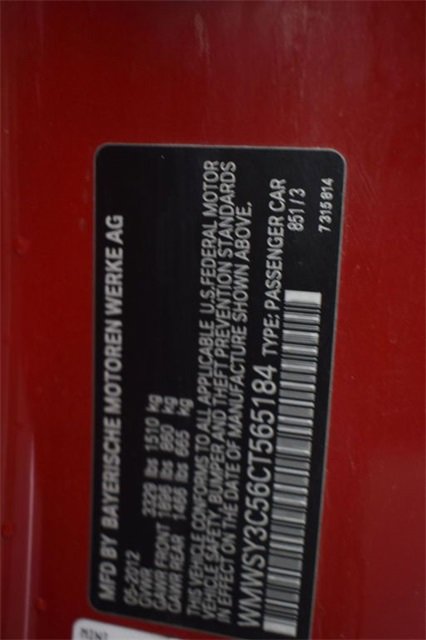 MFD BY BAYERISCHE MOTOREN WERKE AG
05-2012
GVWR 3329 lbs 1510 kg
GAWR FRONT 1896 lbs 860 kg
GAWR REAR 1466 lbs 665 kg
THIS VEHICLE CONFORMS TO ALL APPLICABLE U.S.FEDERAL MOTOR
VEHICLE SAFETY, BUMPER AND THEFT PREVENTION STANDARDS
IN EFFECT ON THE DATE OF MANUFACTURE SHOWN ABOVE.
WMWSY3C56CT565184 TYPE: PASSENGER CAR
851 / 3
7315814
MINI